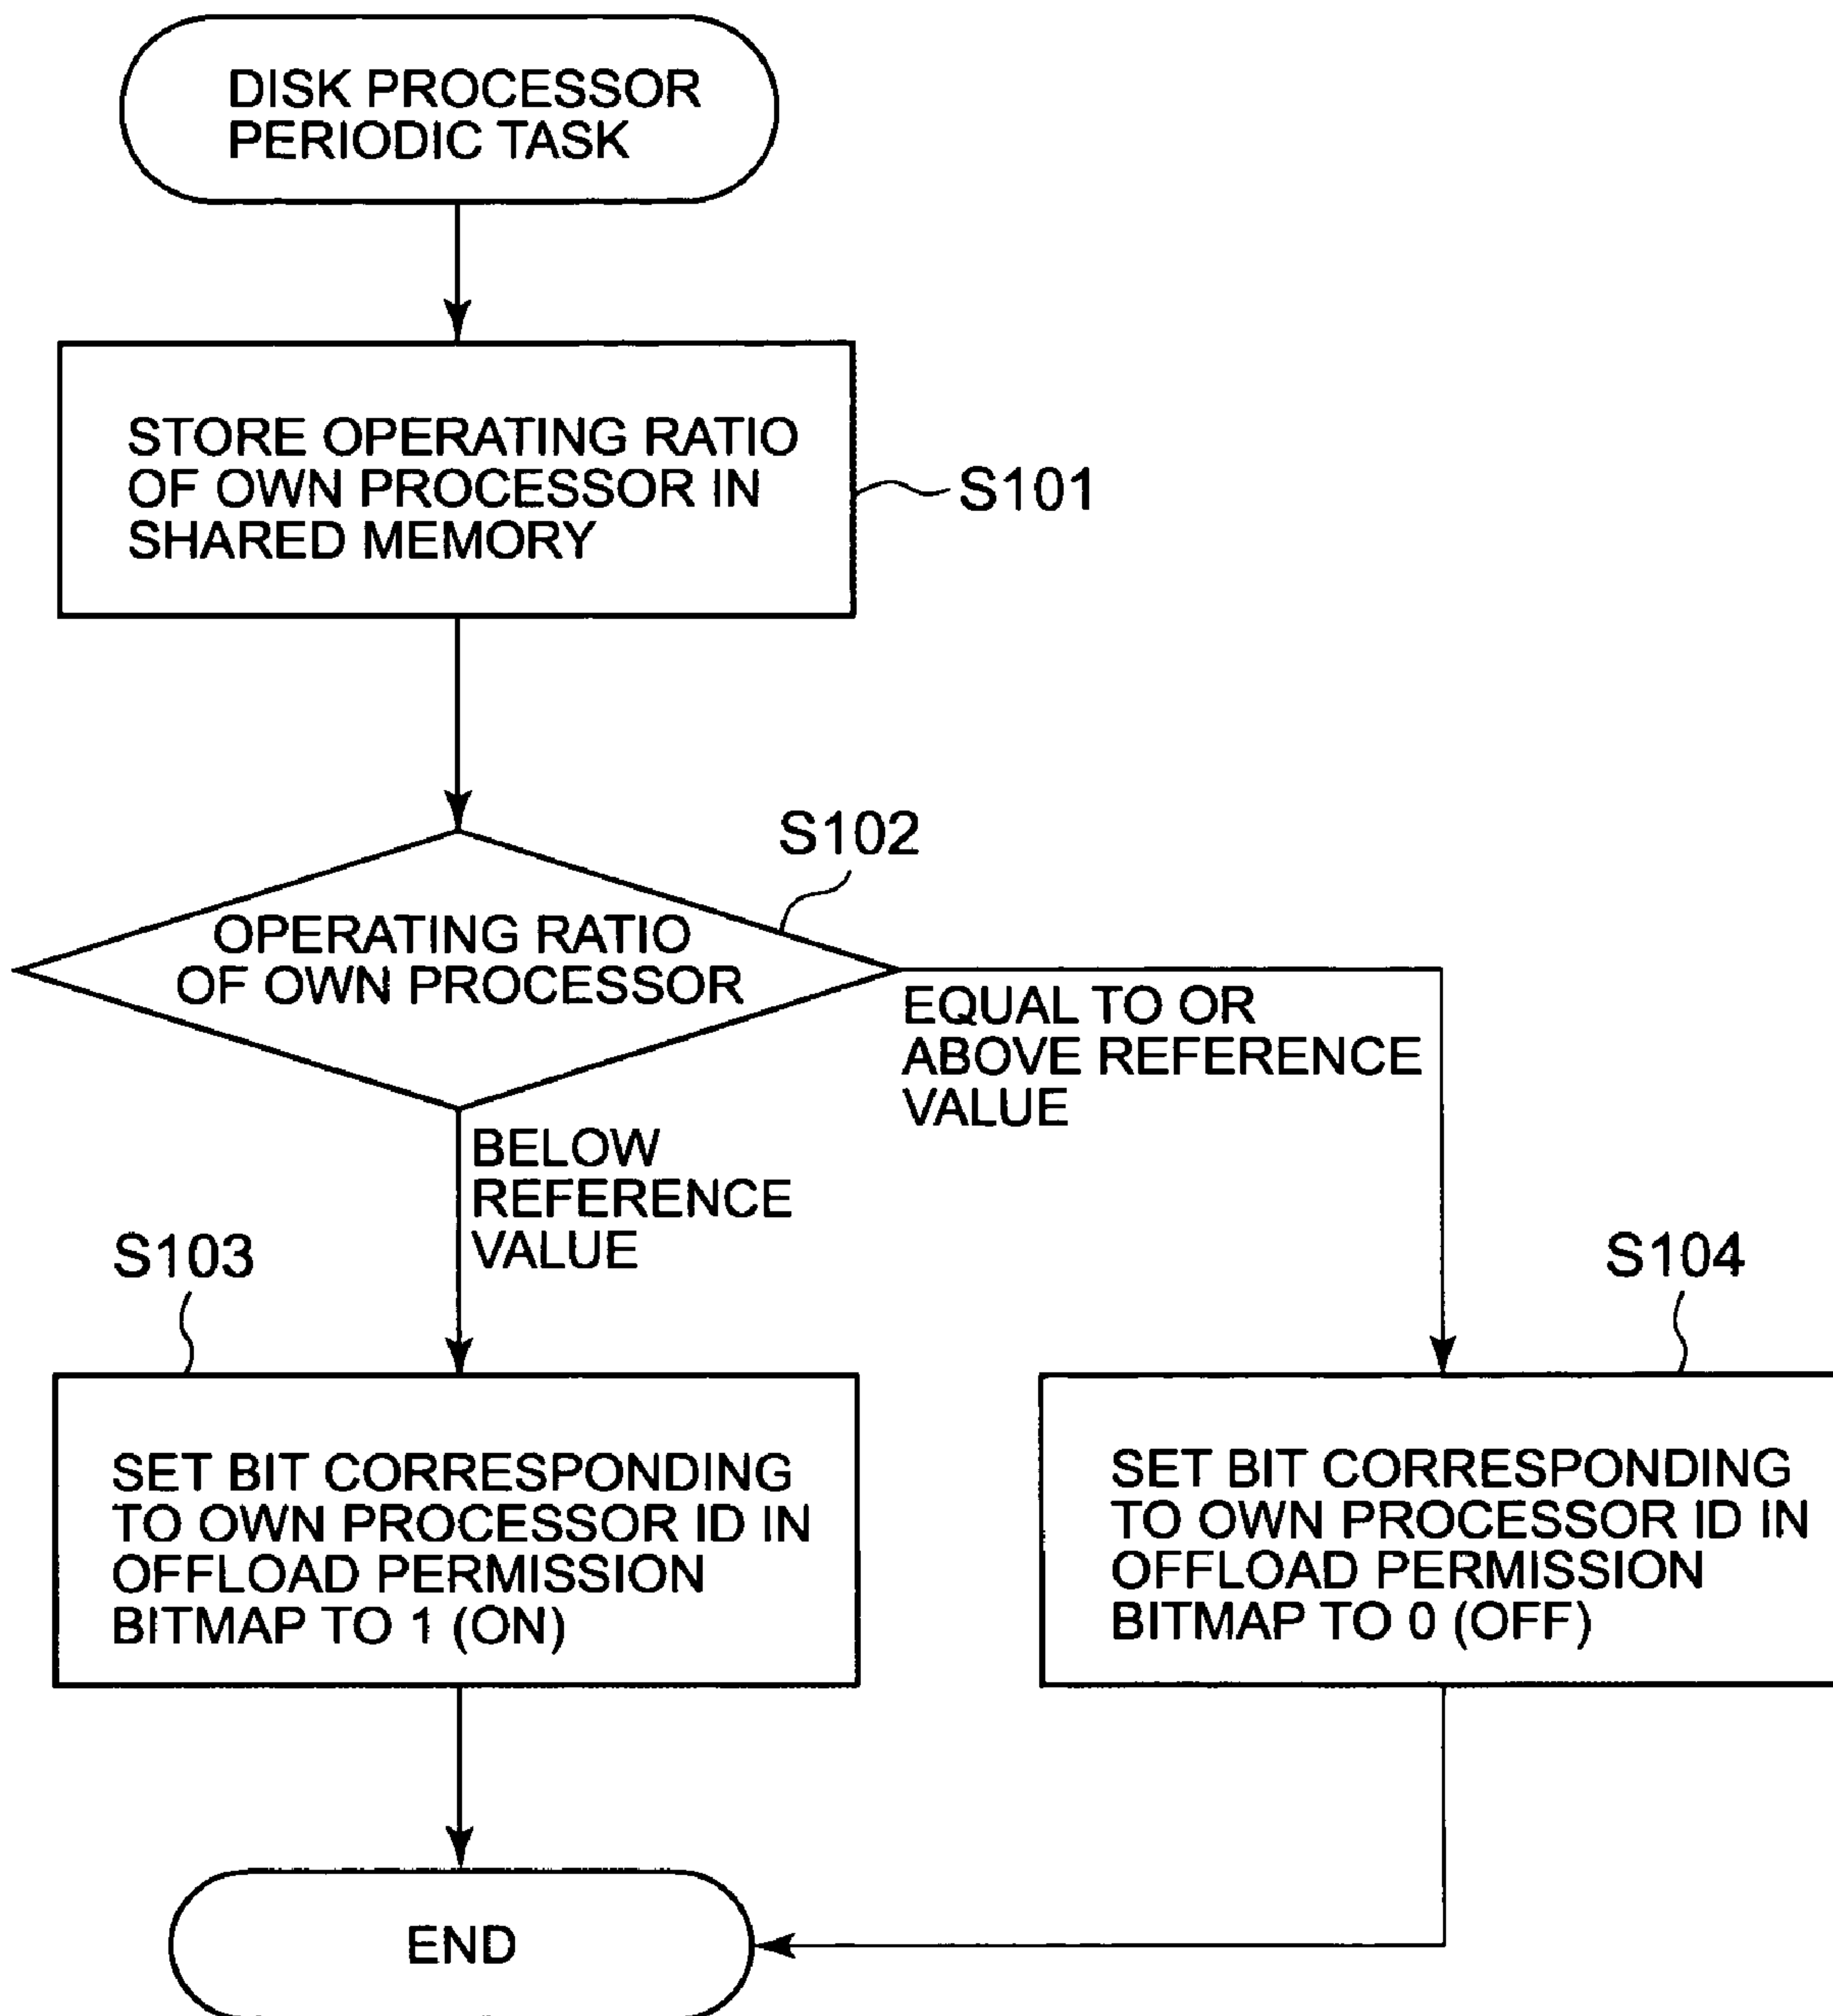 DISK PROCESSOR
PERIODIC TASK
STORE OPERATING RATIO
OF OWN PROCESSOR IN
SHARED MEMORY
S101
S102
OPERATING RATIO
OF OWN PROCESSOR
EQUAL TO OR
ABOVE REFERENCE
VALUE
BELOW
REFERENCE
VALUE
S103
S104
SET BIT CORRESPONDING
TO OWN PROCESSOR ID IN
OFFLOAD PERMISSION
BITMAP TO 1 (ON)
SET BIT CORRESPONDING
TO OWN PROCESSOR ID IN
OFFLOAD PERMISSION
BITMAP TO 0 (OFF)
END